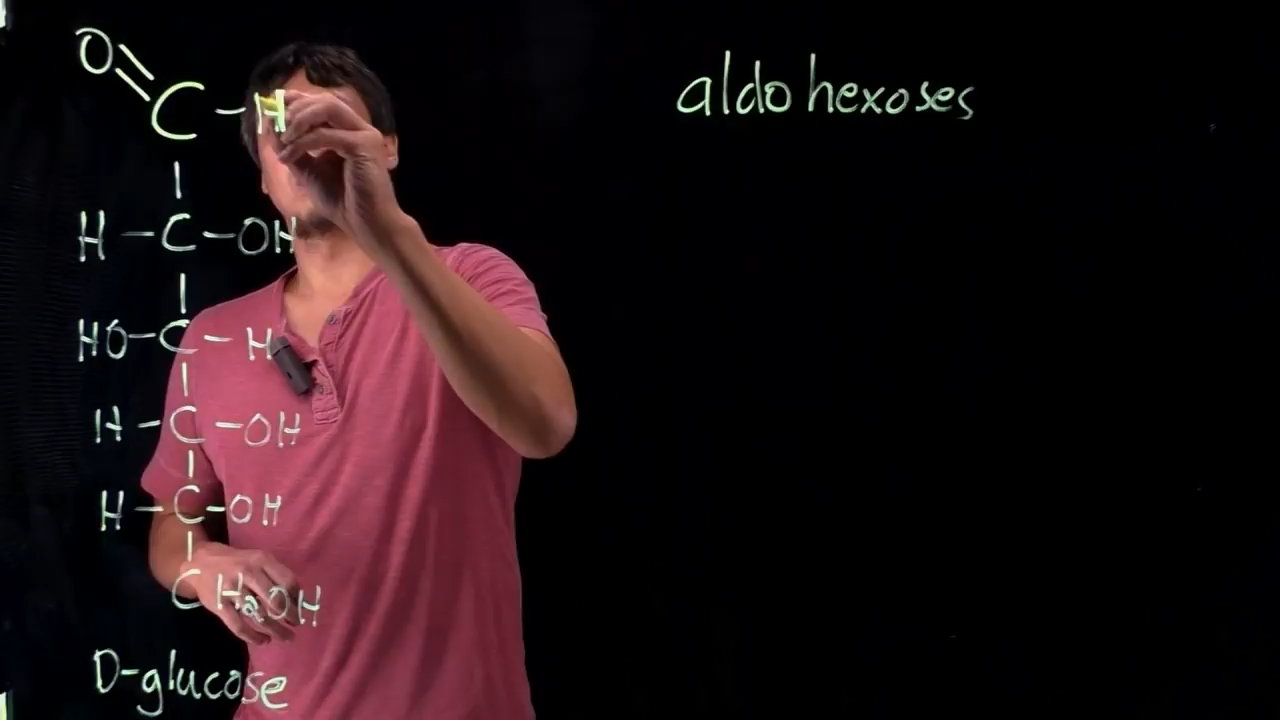 O
C-H
aldohexoses
H-C-OH
HO-C-H
H-C-OH
H-C-OH
CH₂OH
D-glucose